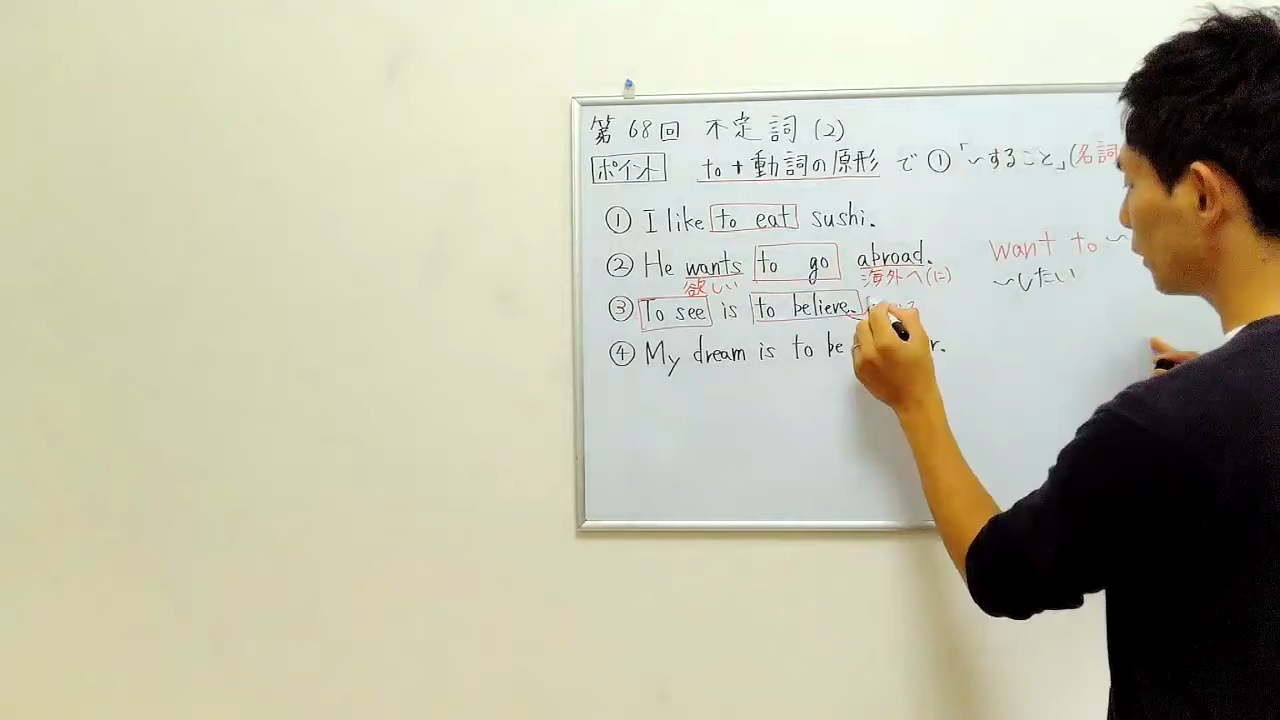 第68回 不定詞(2)
ポイント to + 動詞の原形 で ① 「〜すること」(名詞
① I like to eat sushi.
② He wants to go abroad.
欲しい 海外へ(に)
want to 〜
〜したい
③ To see is to believe.
④ My dream is to be